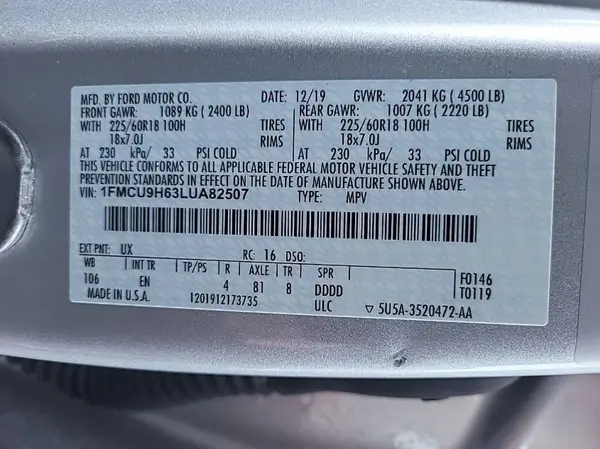 MFD. BY FORD MOTOR CO. DATE: 12/19 GVWR: 2041 KG ( 4500 LB)
FRONT GAWR: 1089 KG ( 2400 LB) REAR GAWR: 1007 KG ( 2220 LB)
WITH 225/60R18 100H TIRES WITH 225/60R18 100H TIRES
18x7.0J RIMS 18x7.0J RIMS
AT 230 kPa/ 33 PSI COLD AT 230 kPa/ 33 PSI COLD
THIS VEHICLE CONFORMS TO ALL APPLICABLE FEDERAL MOTOR VEHICLE SAFETY AND THEFT
PREVENTION STANDARDS IN EFFECT ON THE DATE OF MANUFACTURE SHOWN ABOVE.
VIN: 1FMCU9H63LUA82507 TYPE: MPV
EXT PNT: UX RC: 16 DSO:
WB INT TR TP/PS R AXLE TR SPR F0146
106 EN 4 81 8 DDDD T0119
MADE IN U.S.A. 1201912173735 ULC ▽ 5U5A-3520472-AA